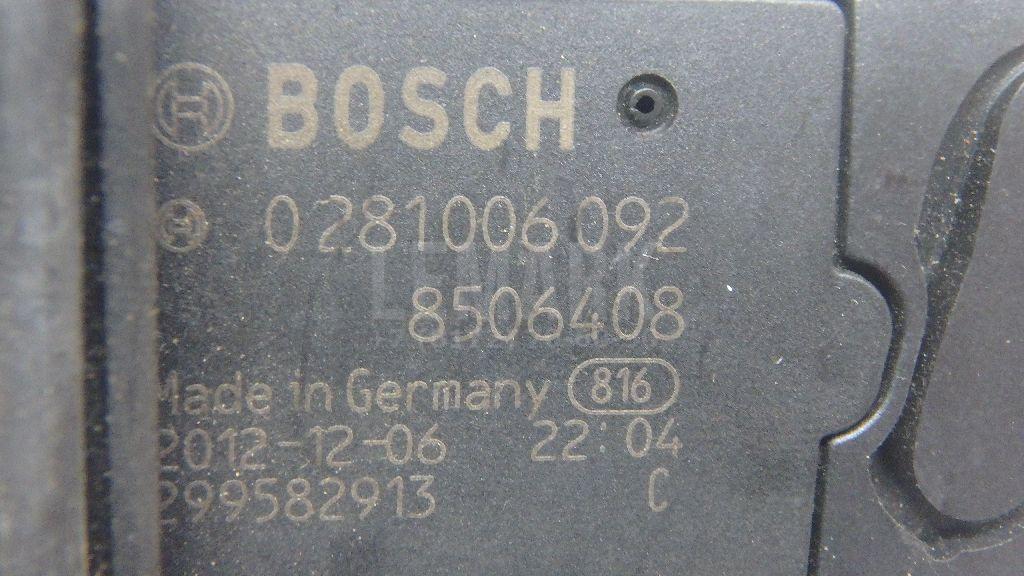 BOSCH
0 281 006 092
8506408
Made in Germany 816
2012-12-06 22:04
299582913 C